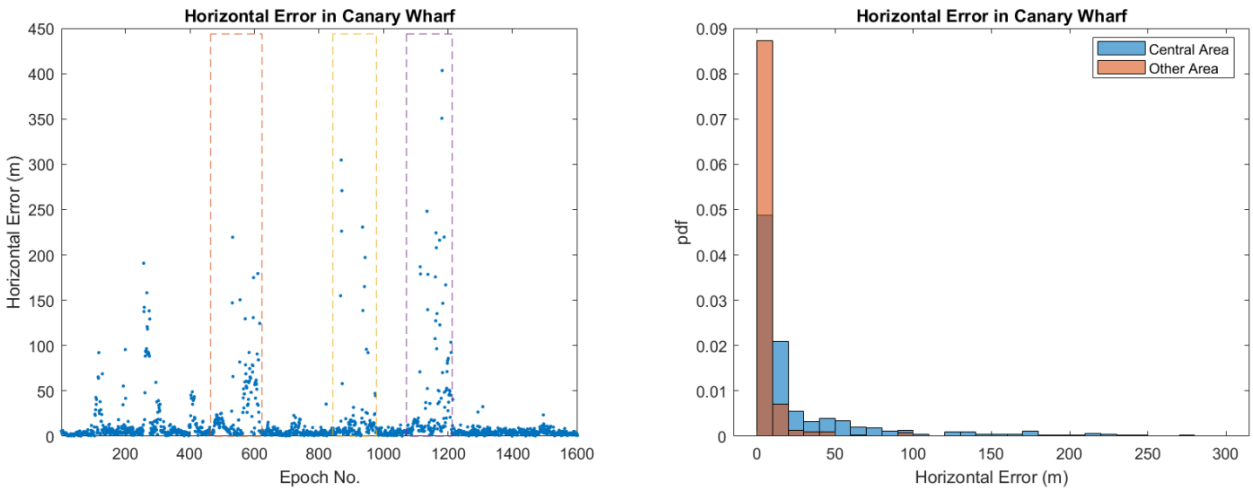 Horizontal Error in Canary Wharf
450
400
350
300
250
200
150
100
50
0
Horizontal Error (m)
200 400 600 800 1000 1200 1400 1600
Epoch No.
Horizontal Error in Canary Wharf
0.09
0.08
0.07
0.06
0.05
0.04
0.03
0.02
0.01
0
pdf
Central Area
Other Area
0 50 100 150 200 250 300
Horizontal Error (m)